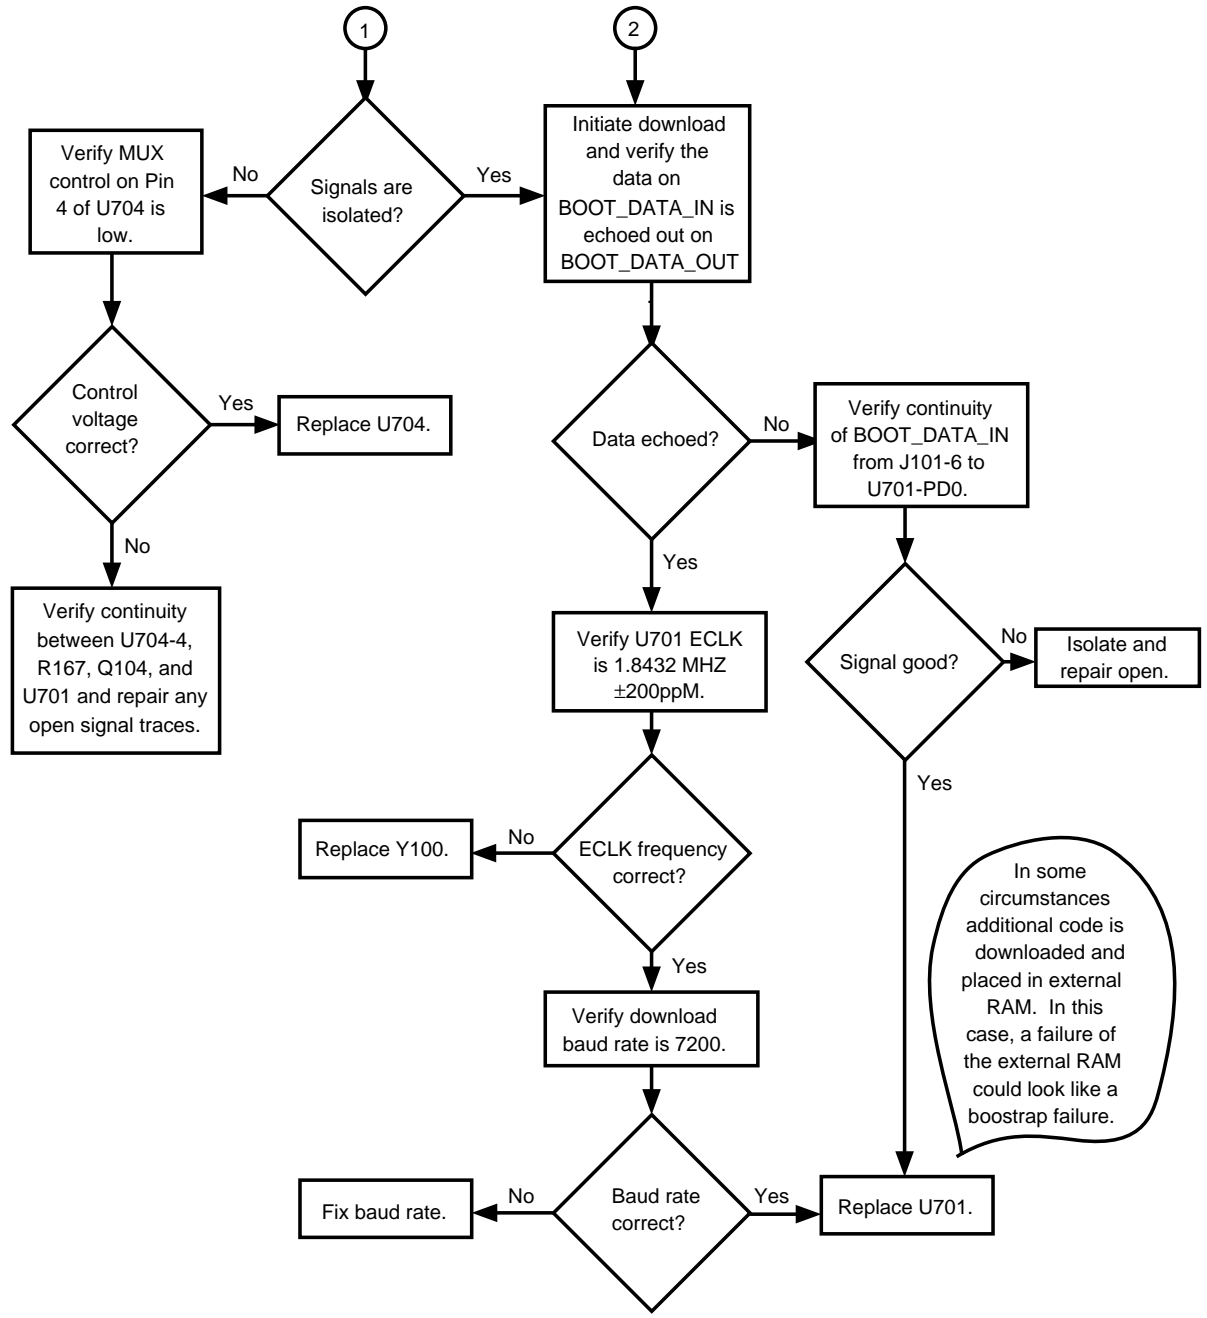 1
2
Signals are
isolated?
No
Yes
Verify MUX
control on Pin
4 of U704 is
low.
Initiate download
and verify the
data on
BOOT_DATA_IN is
echoed out on
BOOT_DATA_OUT
Control
voltage
correct?
Yes
Replace U704.
No
Verify continuity
between U704-4,
R167, Q104, and
U701 and repair any
open signal traces.
Data echoed?
No
Verify continuity
of BOOT_DATA_IN
from J101-6 to
U701-PD0.
Yes
Verify U701 ECLK
is 1.8432 MHZ
±200ppM.
Signal good?
No
Isolate and
repair open.
Yes
ECLK frequency
correct?
No
Replace Y100.
Yes
In some
circumstances
additional code is
downloaded and
placed in external
RAM. In this
case, a failure of
the external RAM
could look like a
boostrap failure.
Verify download
baud rate is 7200.
Baud rate
correct?
No
Fix baud rate.
Yes
Replace U701.